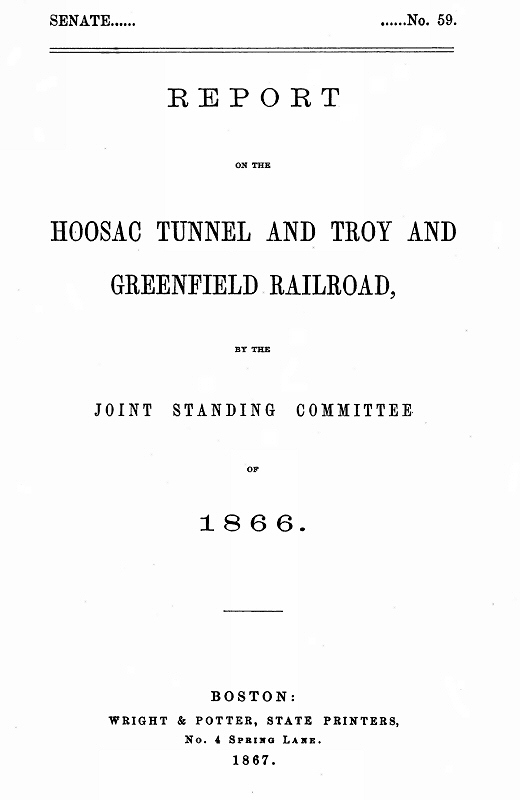 SENATE...... ......No. 59.
REPORT
ON THE
HOOSAC TUNNEL AND TROY AND
GREENFIELD RAILROAD,
BY THE
JOINT STANDING COMMITTEE
OF
1866.
BOSTON:
WRIGHT & POTTER, STATE PRINTERS,
No. 4 Spring Lane.
1867.